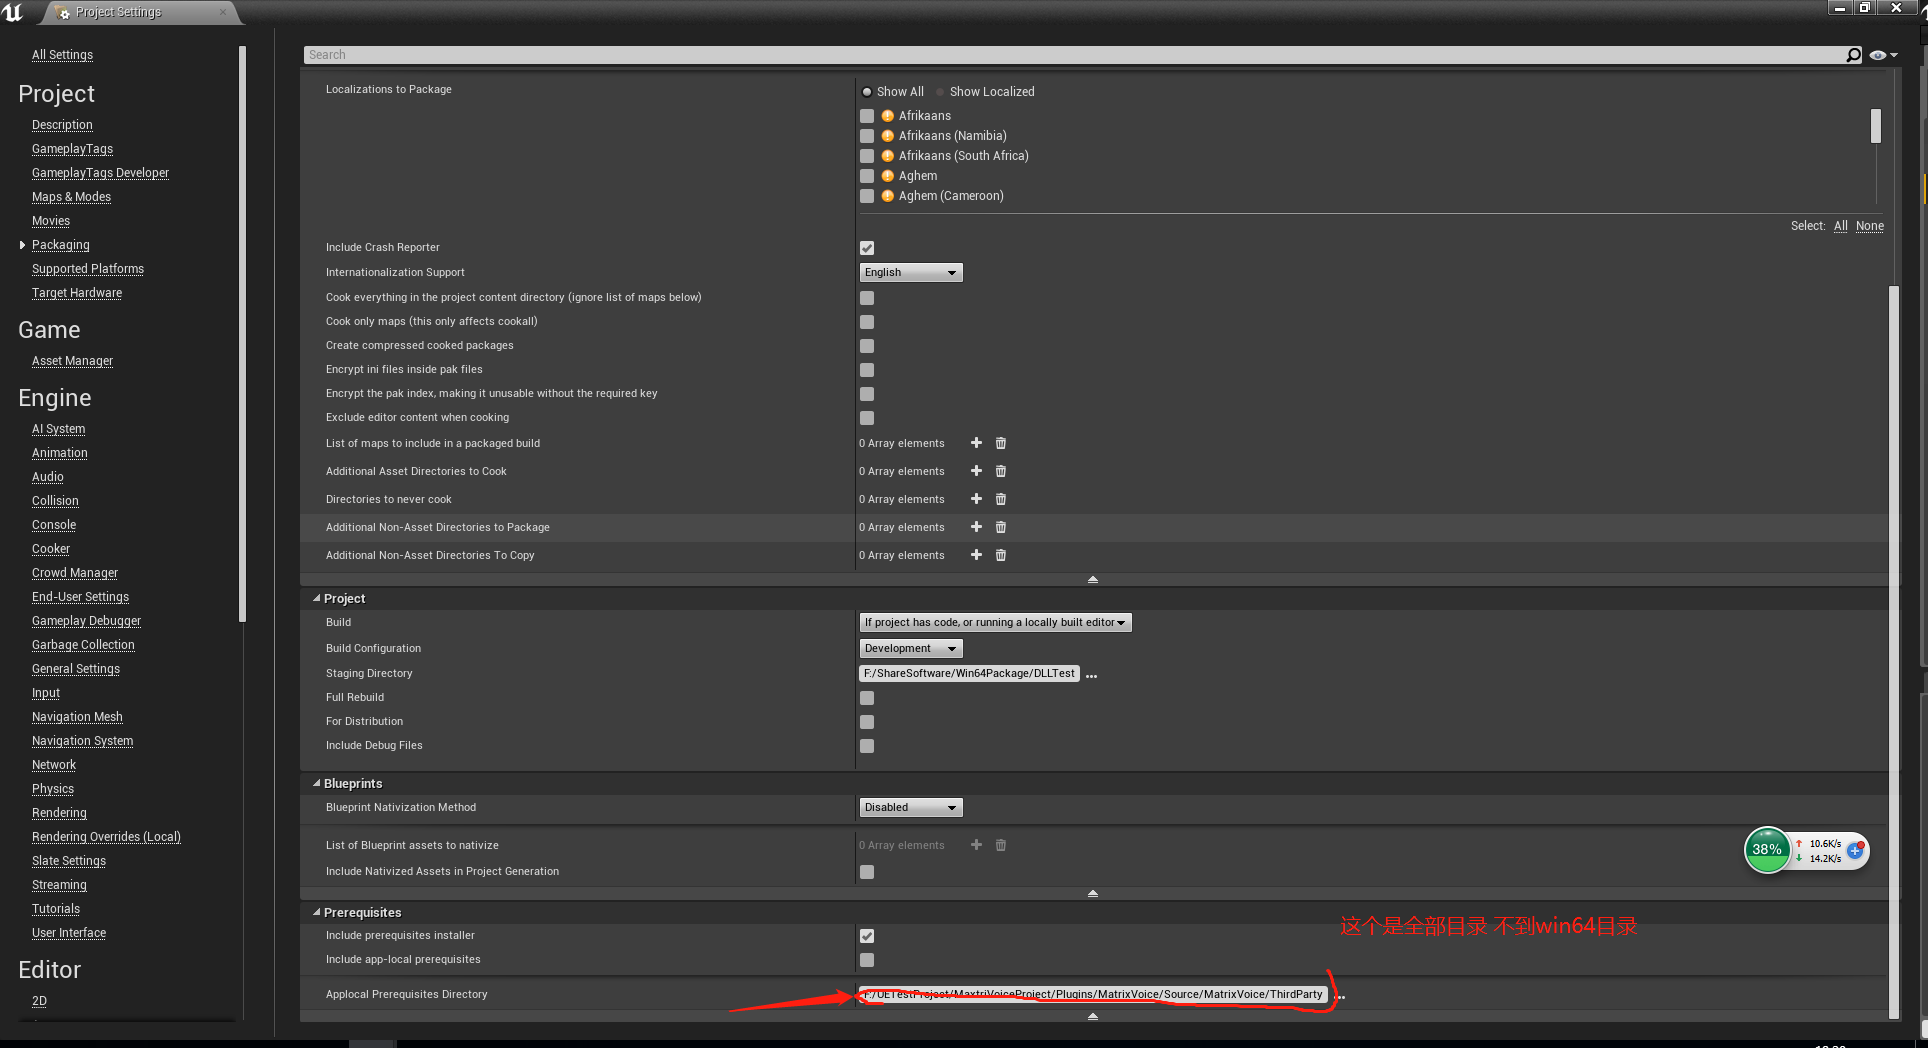 Project Settings
All Settings
Project
Description
GameplayTags
GameplayTags Developer
Maps & Modes
Movies
Packaging
Supported Platforms
Target Hardware
Game
Asset Manager
Engine
AI System
Animation
Audio
Collision
Console
Cooker
Crowd Manager
End-User Settings
Gameplay Debugger
Garbage Collection
General Settings
Input
Navigation Mesh
Navigation System
Network
Physics
Rendering
Rendering Overrides (Local)
Slate Settings
Streaming
Tutorials
User Interface
Editor
2D
Search
Localizations to Package
Show All Show Localized
Afrikaans
Afrikaans (Namibia)
Afrikaans (South Africa)
Aghem
Aghem (Cameroon)
Select: All None
Include Crash Reporter
Internationalization Support English
Cook everything in the project content directory (ignore list of maps below)
Cook only maps (this only affects cookall)
Create compressed cooked packages
Encrypt ini files inside pak files
Encrypt the pak index, making it unusable without the required key
Exclude editor content when cooking
List of maps to include in a packaged build 0 Array elements
Additional Asset Directories to Cook 0 Array elements
Directories to never cook 0 Array elements
Additional Non-Asset Directories to Package 0 Array elements
Additional Non-Asset Directories To Copy 0 Array elements
Project
Build If project has code, or running a locally built editor
Build Configuration Development
Staging Directory F:/ShareSoftware/Win64Package/DLLTest ...
Full Rebuild
For Distribution
Include Debug Files
Blueprints
Blueprint Nativization Method Disabled
List of Blueprint assets to nativize 0 Array elements
Include Nativized Assets in Project Generation
38% 10.6K/s
14.2K/s
Prerequisites
这个是全部目录 不到win64目录
Include prerequisites installer
Include app-local prerequisites
Applocal Prerequisites Directory F:/UETestProject/MaxtriVoiceProject/Plugins/MatrixVoice/Source/MatrixVoice/ThirdParty ...